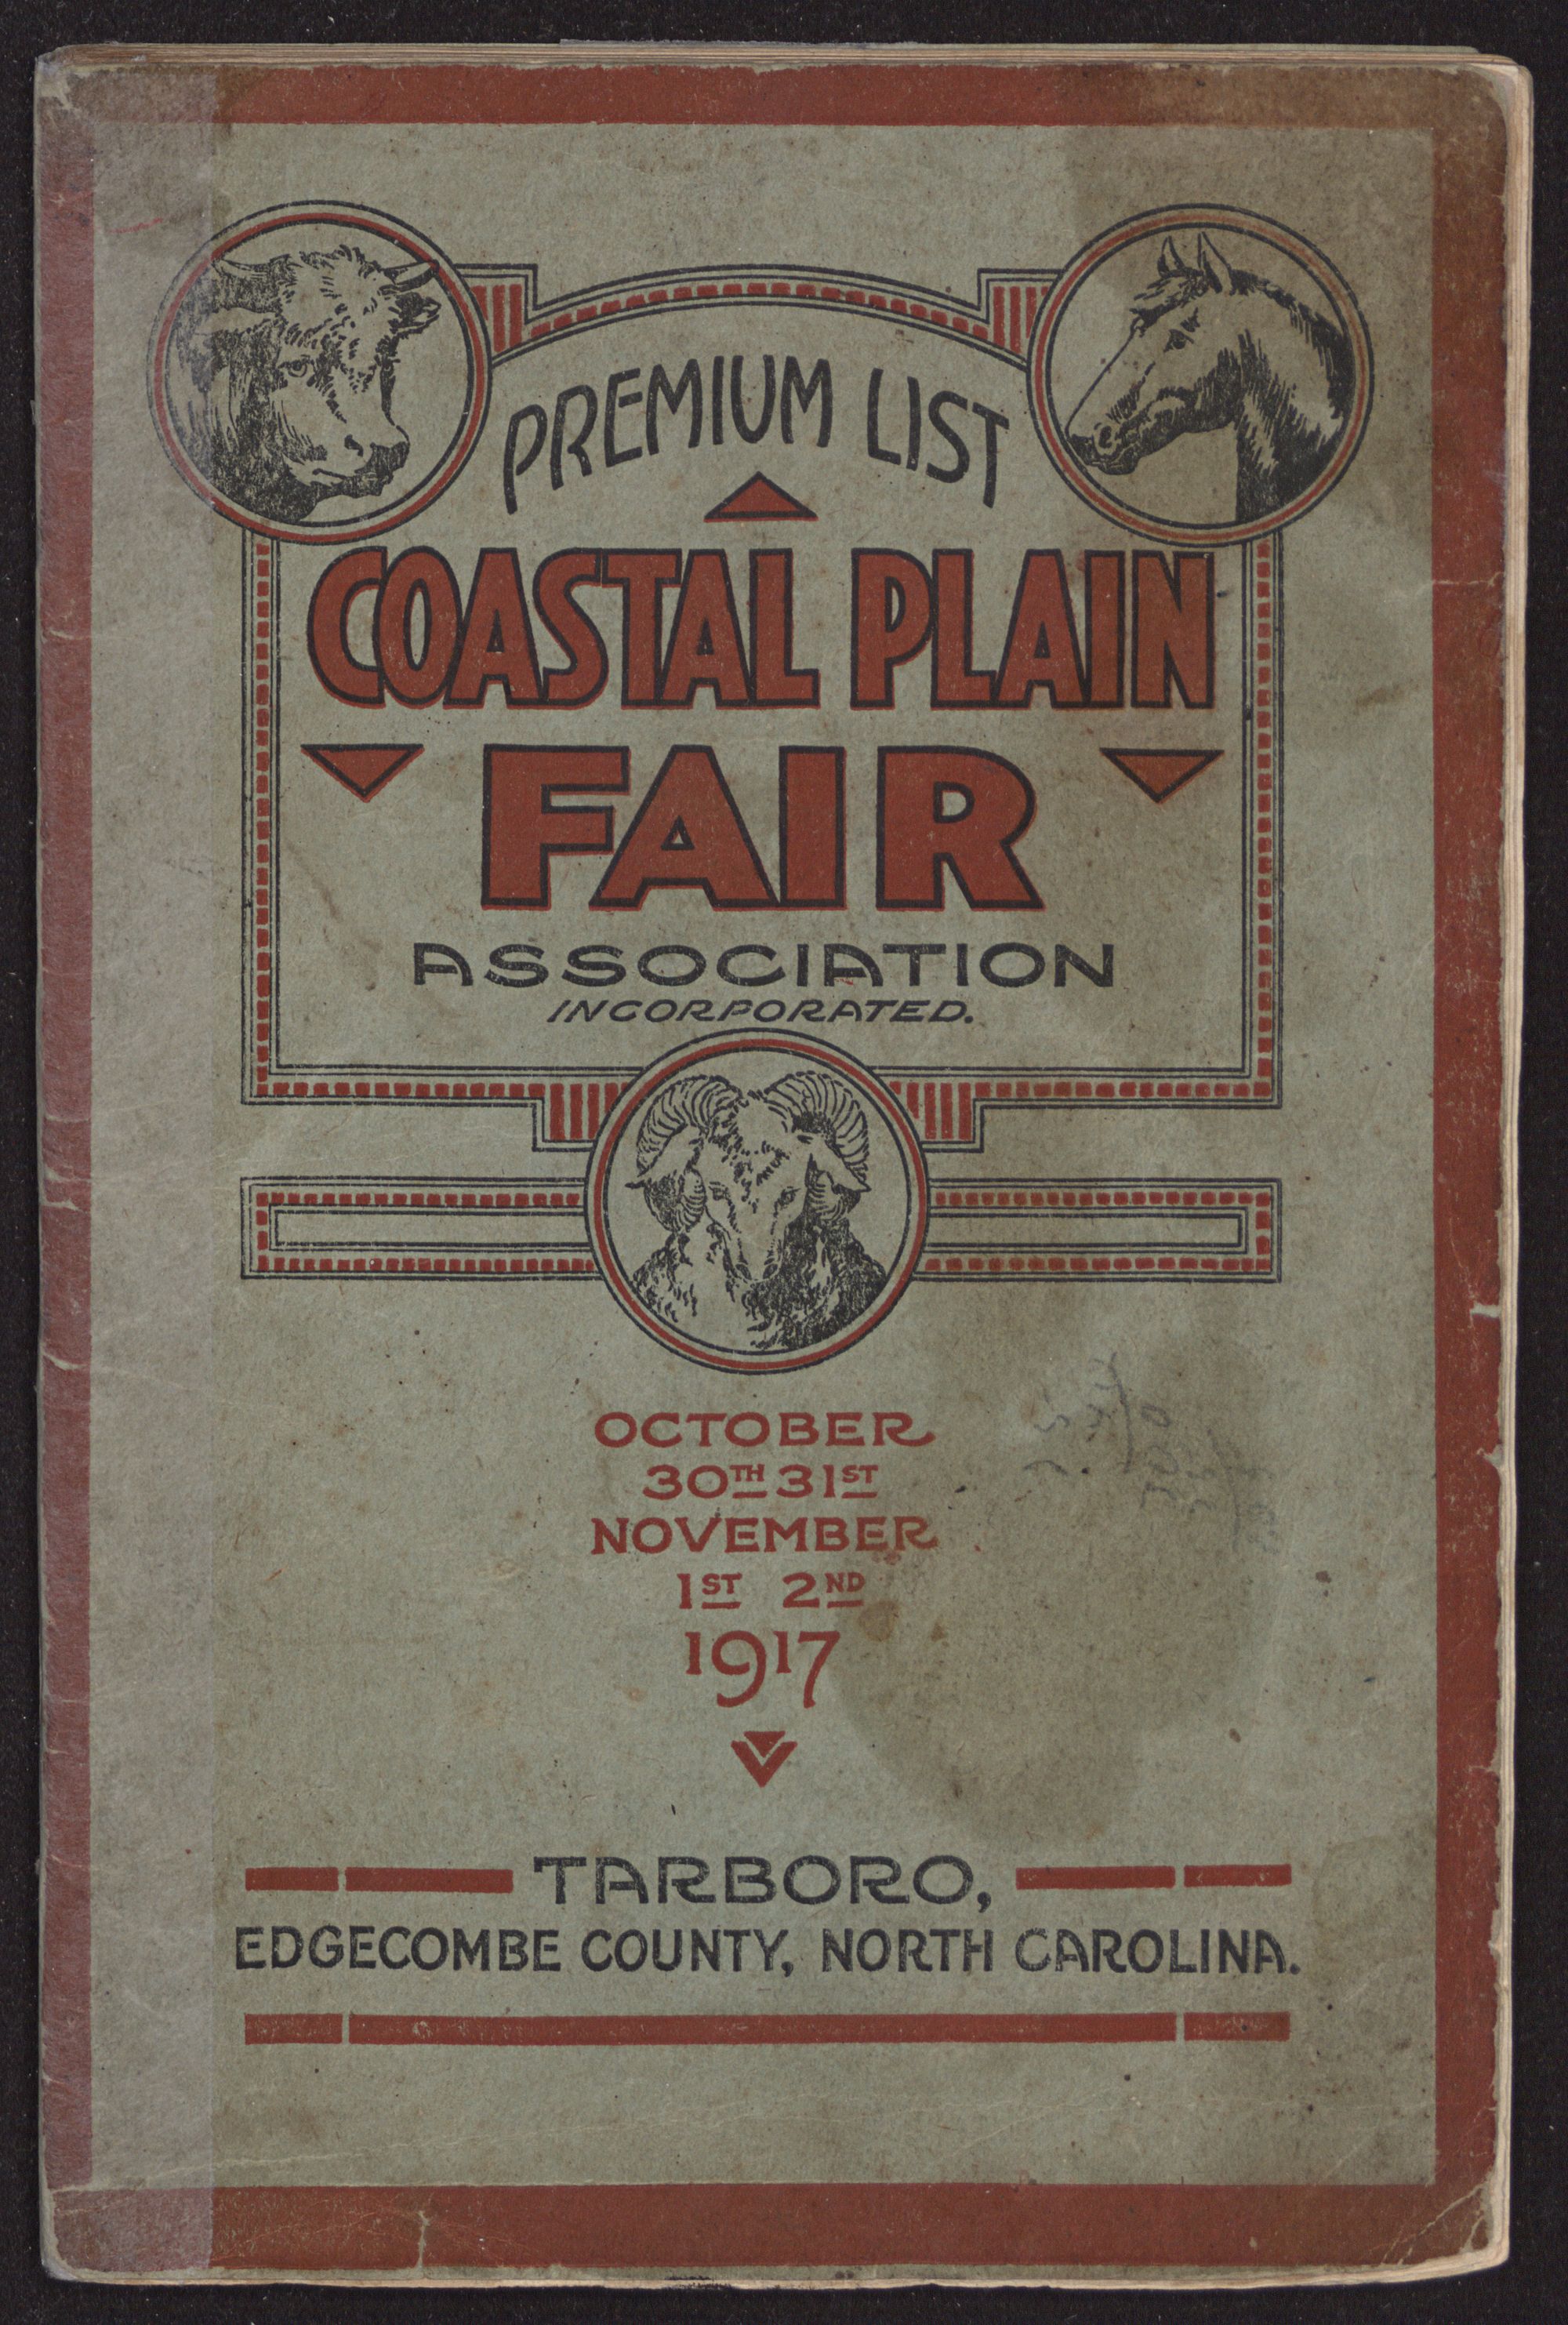 PREMIUM LIST
COASTAL PLAIN
FAIR
ASSOCIATION
INCORPORATED.
OCTOBER
30TH 31ST
NOVEMBER
1ST 2ND
1917
TARBORO,
EDGECOMBE COUNTY, NORTH CAROLINA.